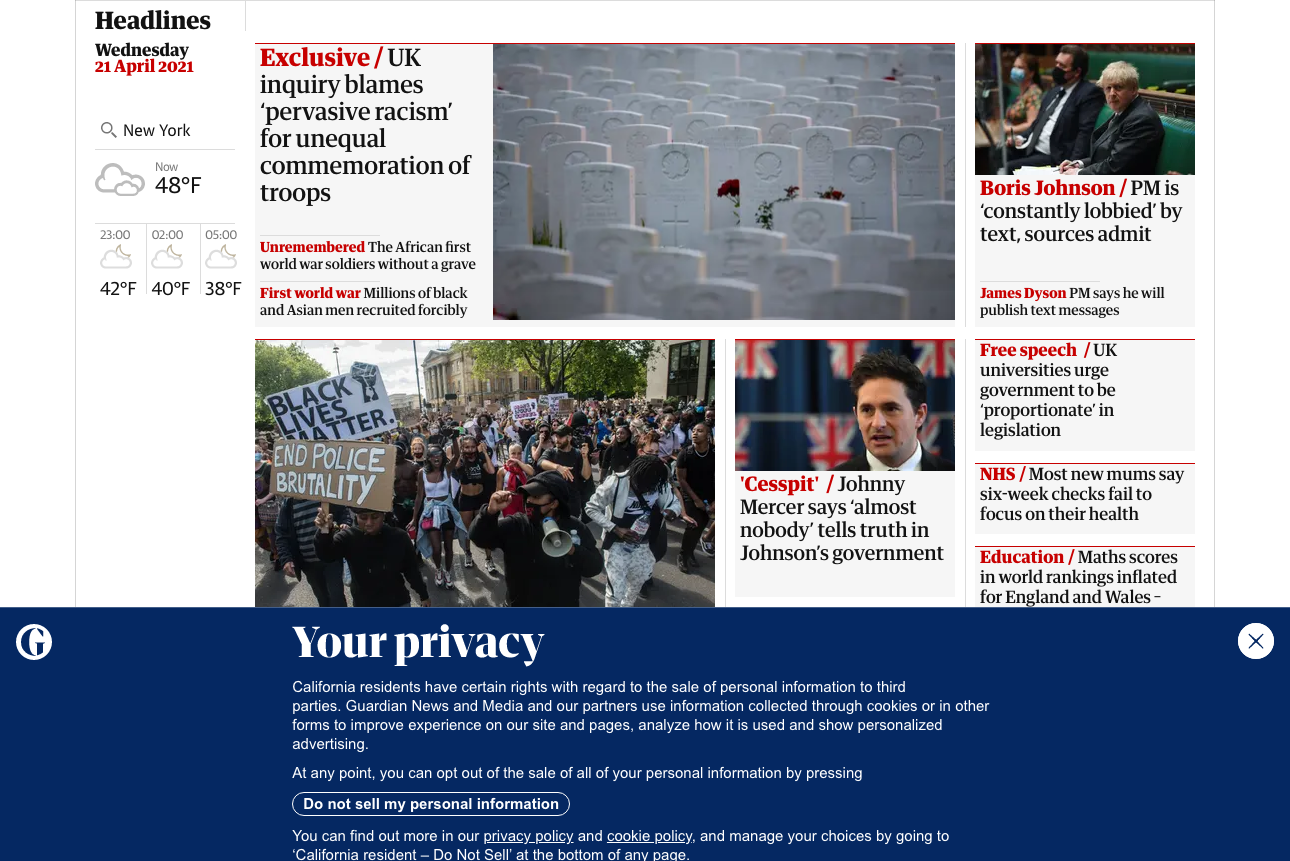 Headlines
Wednesday
21 April 2021
New York
Now
48°F
23:00
02:00
05:00
42°F
40°F
38°F
Exclusive / UK
inquiry blames
‘pervasive racism’
for unequal
commemoration of
troops
Unremembered The African first
world war soldiers without a grave
First world war Millions of black
and Asian men recruited forcibly
Boris Johnson / PM is
‘constantly lobbied’ by
text, sources admit
James Dyson PM says he will
publish text messages
BLACK
LIVES
MATTER.
END POLICE
BRUTALITY
'Cesspit' / Johnny
Mercer says ‘almost
nobody’ tells truth in
Johnson’s government
Free speech / UK
universities urge
government to be
‘proportionate’ in
legislation
NHS / Most new mums say
six-week checks fail to
focus on their health
Education / Maths scores
in world rankings inflated
for England and Wales –
G
Your privacy
California residents have certain rights with regard to the sale of personal information to third
parties. Guardian News and Media and our partners use information collected through cookies or in other
forms to improve experience on our site and pages, analyze how it is used and show personalized
advertising.
At any point, you can opt out of the sale of all of your personal information by pressing
Do not sell my personal information
You can find out more in our privacy policy and cookie policy, and manage your choices by going to
‘California resident – Do Not Sell’ at the bottom of any page.